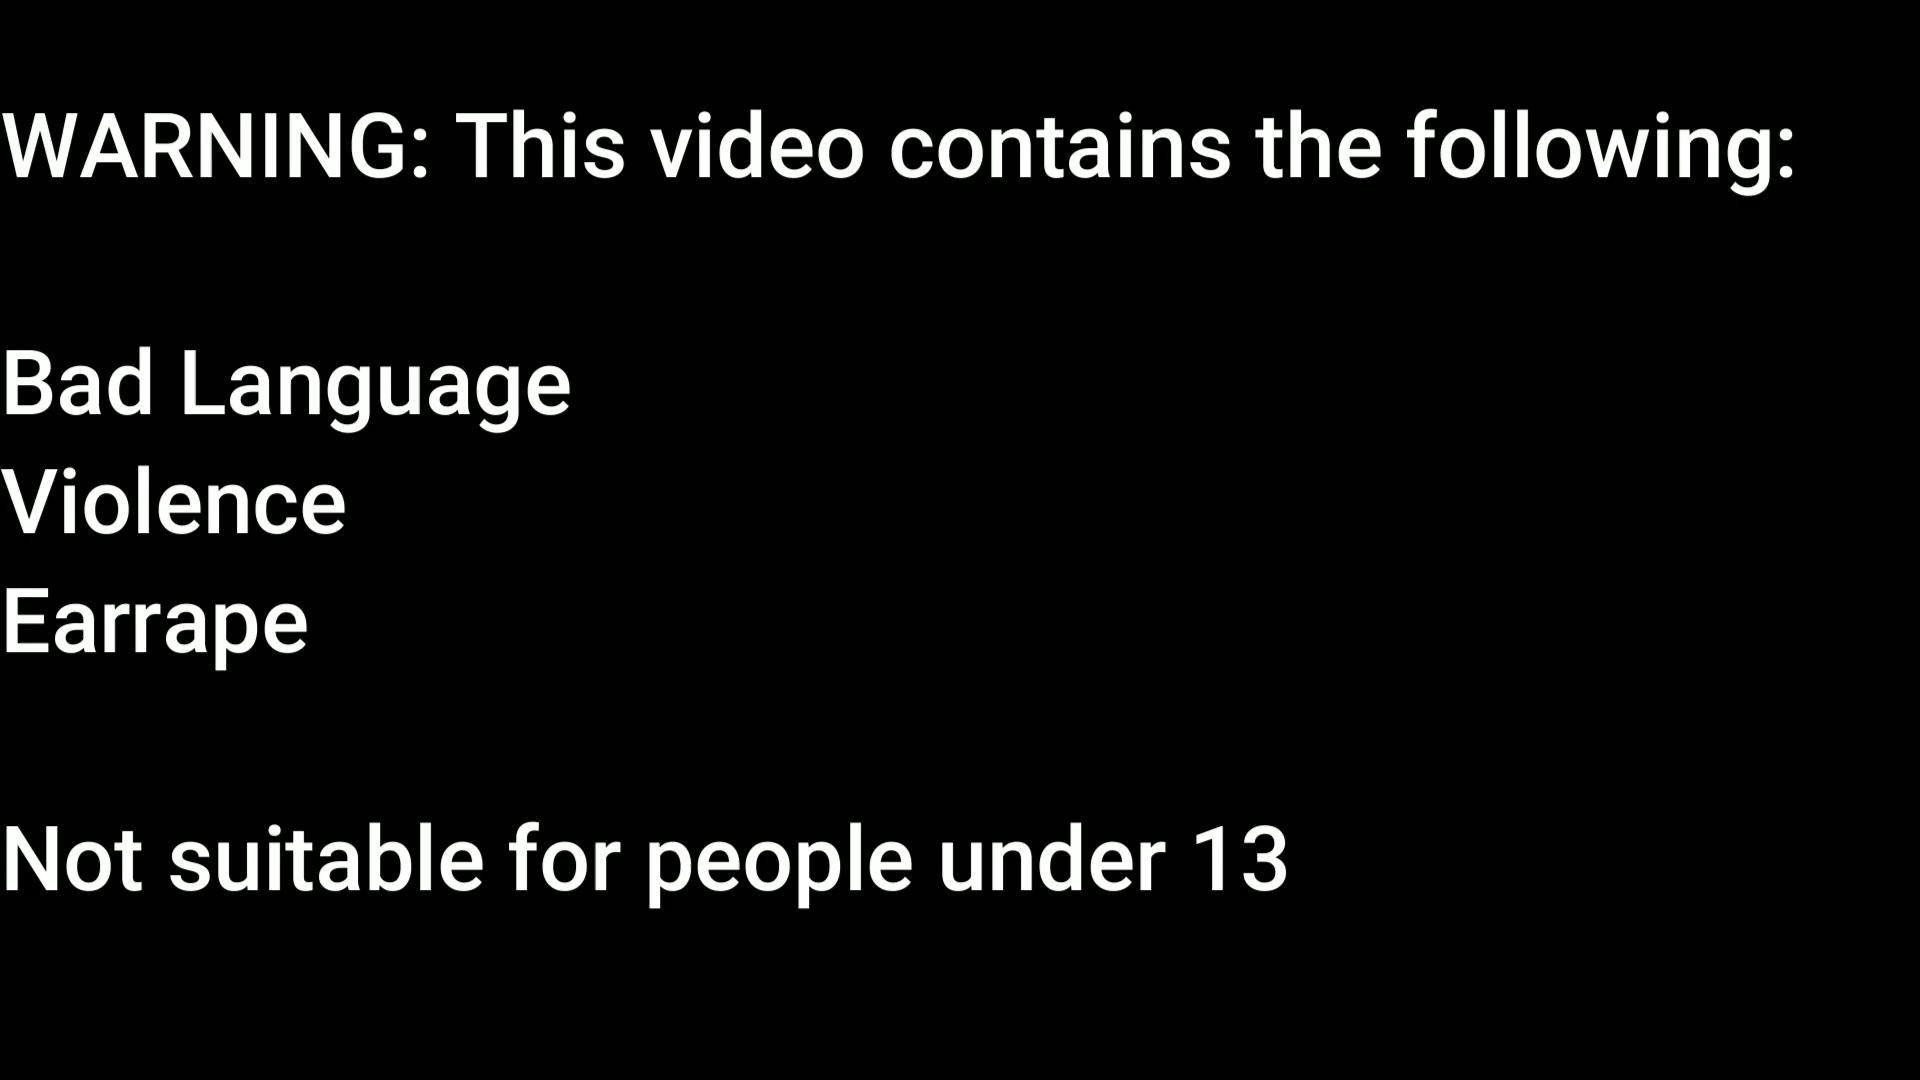 WARNING: This video contains the following:
Bad Language
Violence
Earrape
Not suitable for people under 13